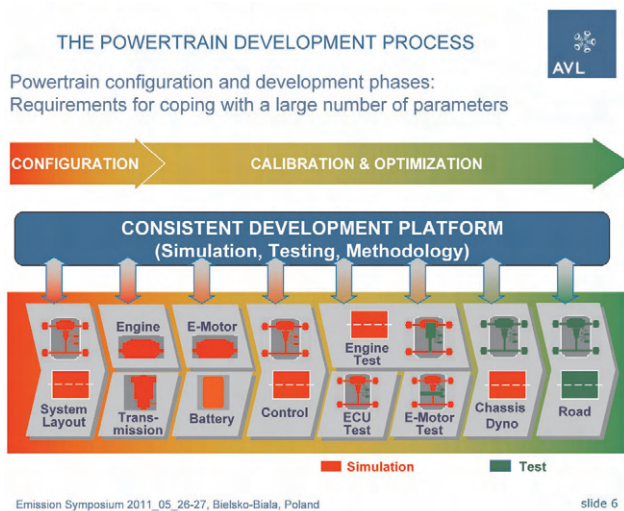 THE POWERTRAIN DEVELOPMENT PROCESS
AVL
Powertrain configuration and development phases:
Requirements for coping with a large number of parameters
CONFIGURATION
CALIBRATION & OPTIMIZATION
CONSISTENT DEVELOPMENT PLATFORM
(Simulation, Testing, Methodology)
System
Layout
Engine
Trans-
mission
E-Motor
Battery
Control
Engine
Test
ECU
Test
E-Motor
Test
Chassis
Dyno
Road
Simulation
Test
Emission Symposium 2011_05_26-27, Bielsko-Biala, Poland
slide 6